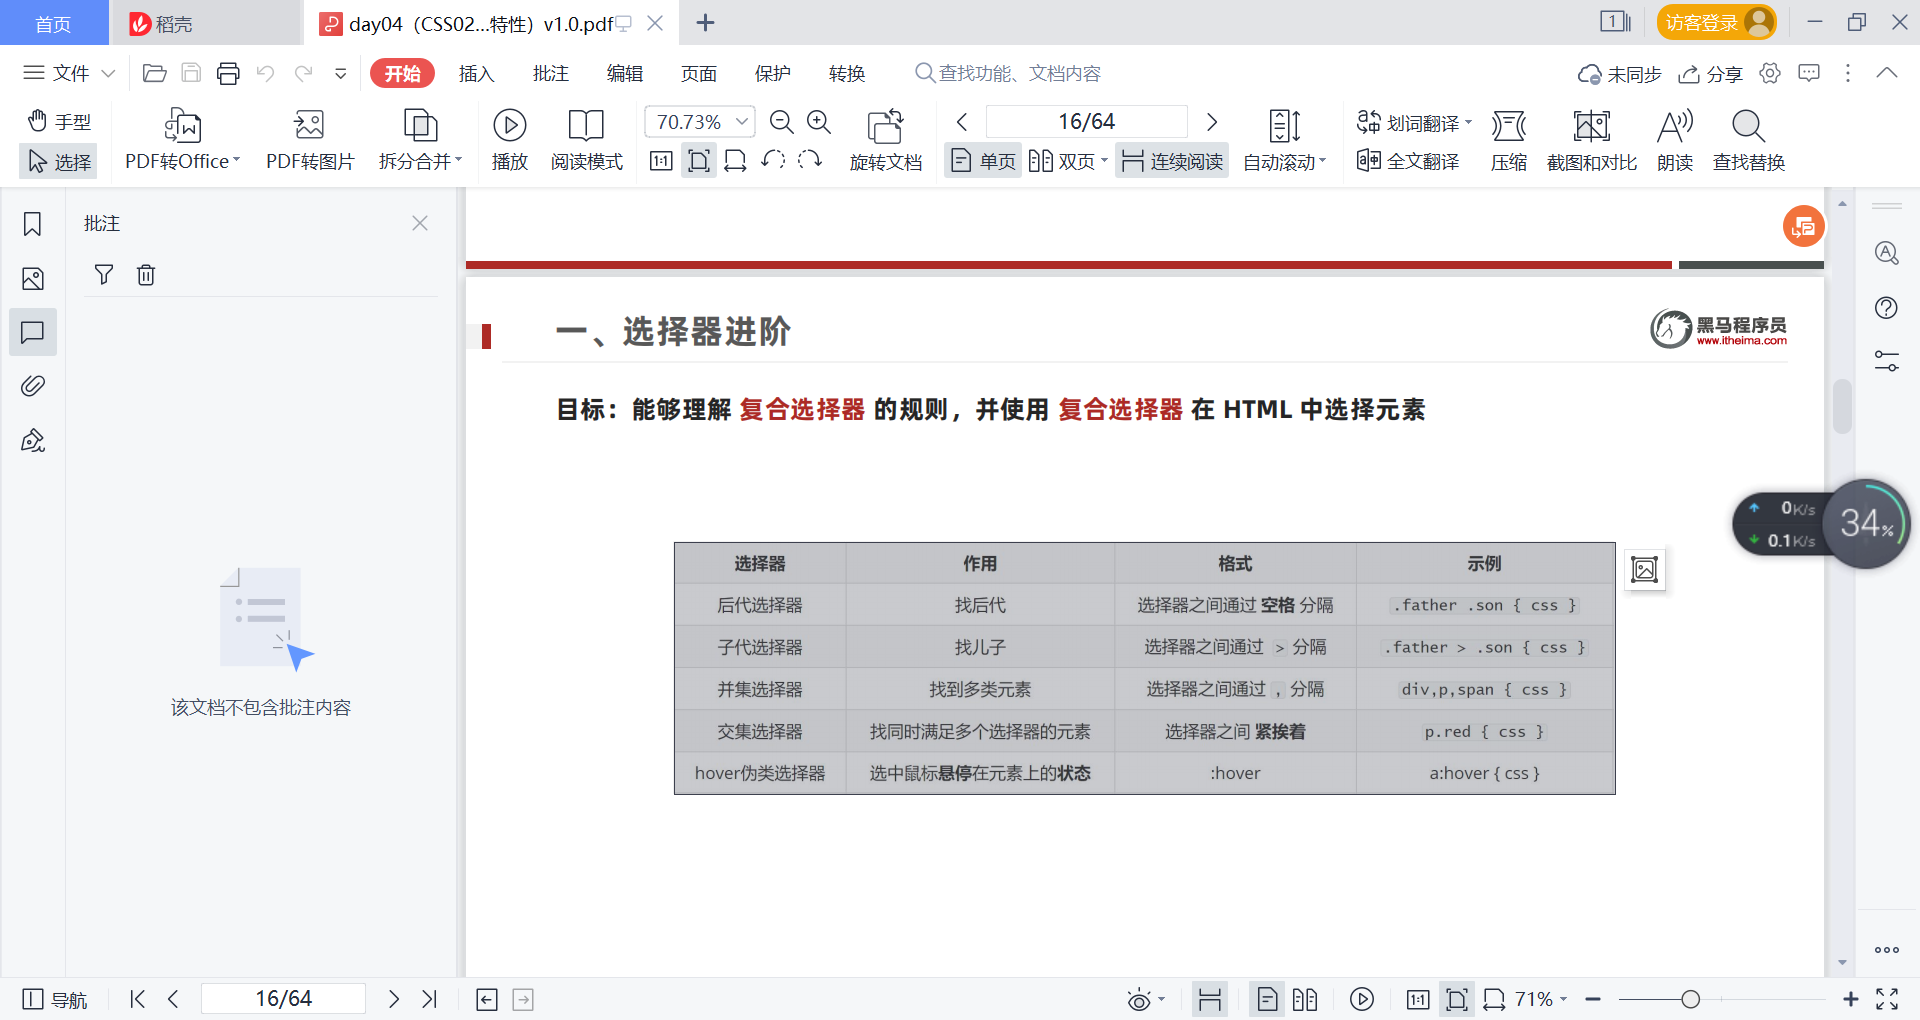 首页
稻壳
day04（CSS02...特性）v1.0.pdf
1
访客登录
文件
开始
插入
批注
编辑
页面
保护
转换
查找功能、文档内容
未同步
分享
手型
选择
PDF转Office
PDF转图片
拆分合并
播放
阅读模式
70.73%
1:1
旋转文档
16/64
单页
双页
连续阅读
自动滚动
划词翻译
全文翻译
压缩
截图和对比
朗读
查找替换
批注
该文档不包含批注内容
一、选择器进阶
黑马程序员
www.itheima.com
目标：能够理解 复合选择器 的规则，并使用 复合选择器 在 HTML 中选择元素
选择器 作用 格式 示例
后代选择器 找后代 选择器之间通过 空格 分隔 .father .son { css }
子代选择器 找儿子 选择器之间通过 > 分隔 .father > .son { css }
并集选择器 找到多类元素 选择器之间通过 , 分隔 div,p,span { css }
交集选择器 找同时满足多个选择器的元素 选择器之间 紧挨着 p.red { css }
hover伪类选择器 选中鼠标悬停在元素上的状态 :hover a:hover { css }
0K/s
0.1K/s
34%
导航
16/64
1:1
71%